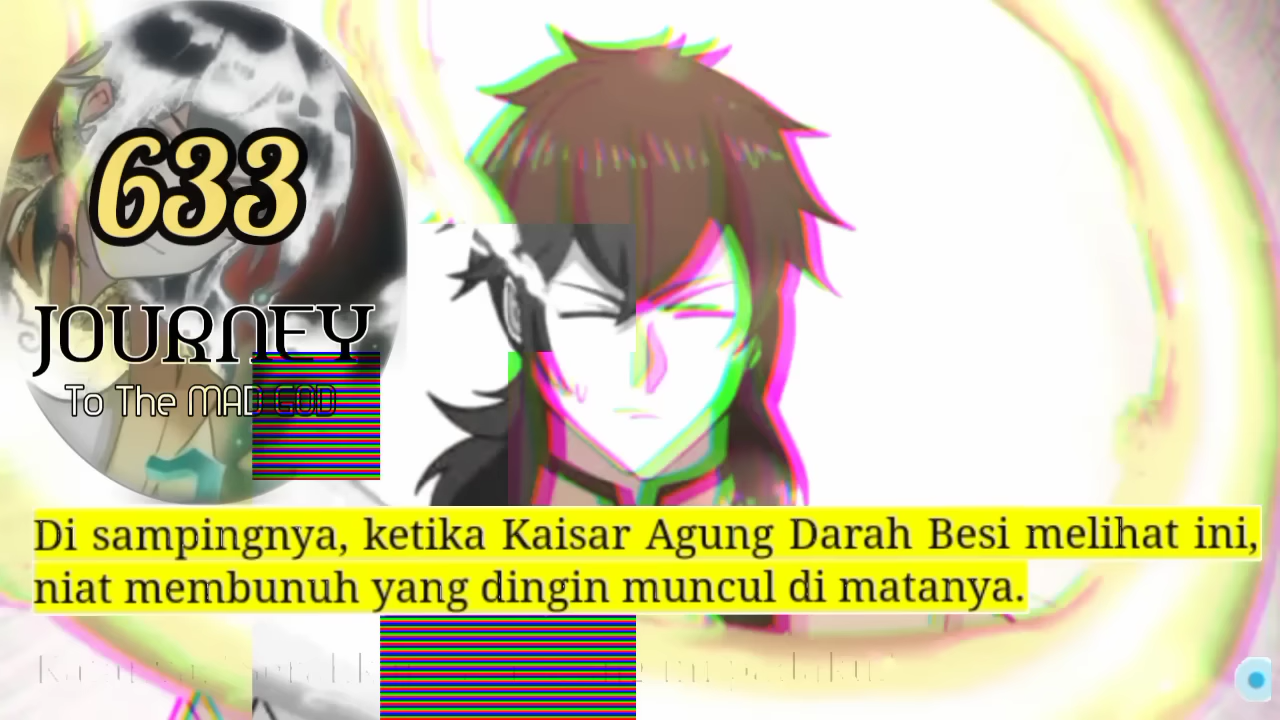 633
JOURNEY
To The MAD GOD
Di sampingnya, ketika Kaisar Agung Darah Besi melihat ini,
niat membunuh yang dingin muncul di matanya.